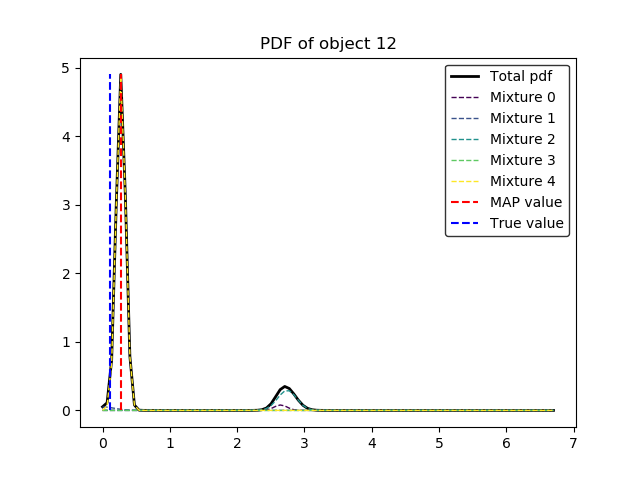 PDF of object 12
5
4
3
2
1
0
0 1 2 3 4 5 6 7
Total pdf
Mixture 0
Mixture 1
Mixture 2
Mixture 3
Mixture 4
MAP value
True value